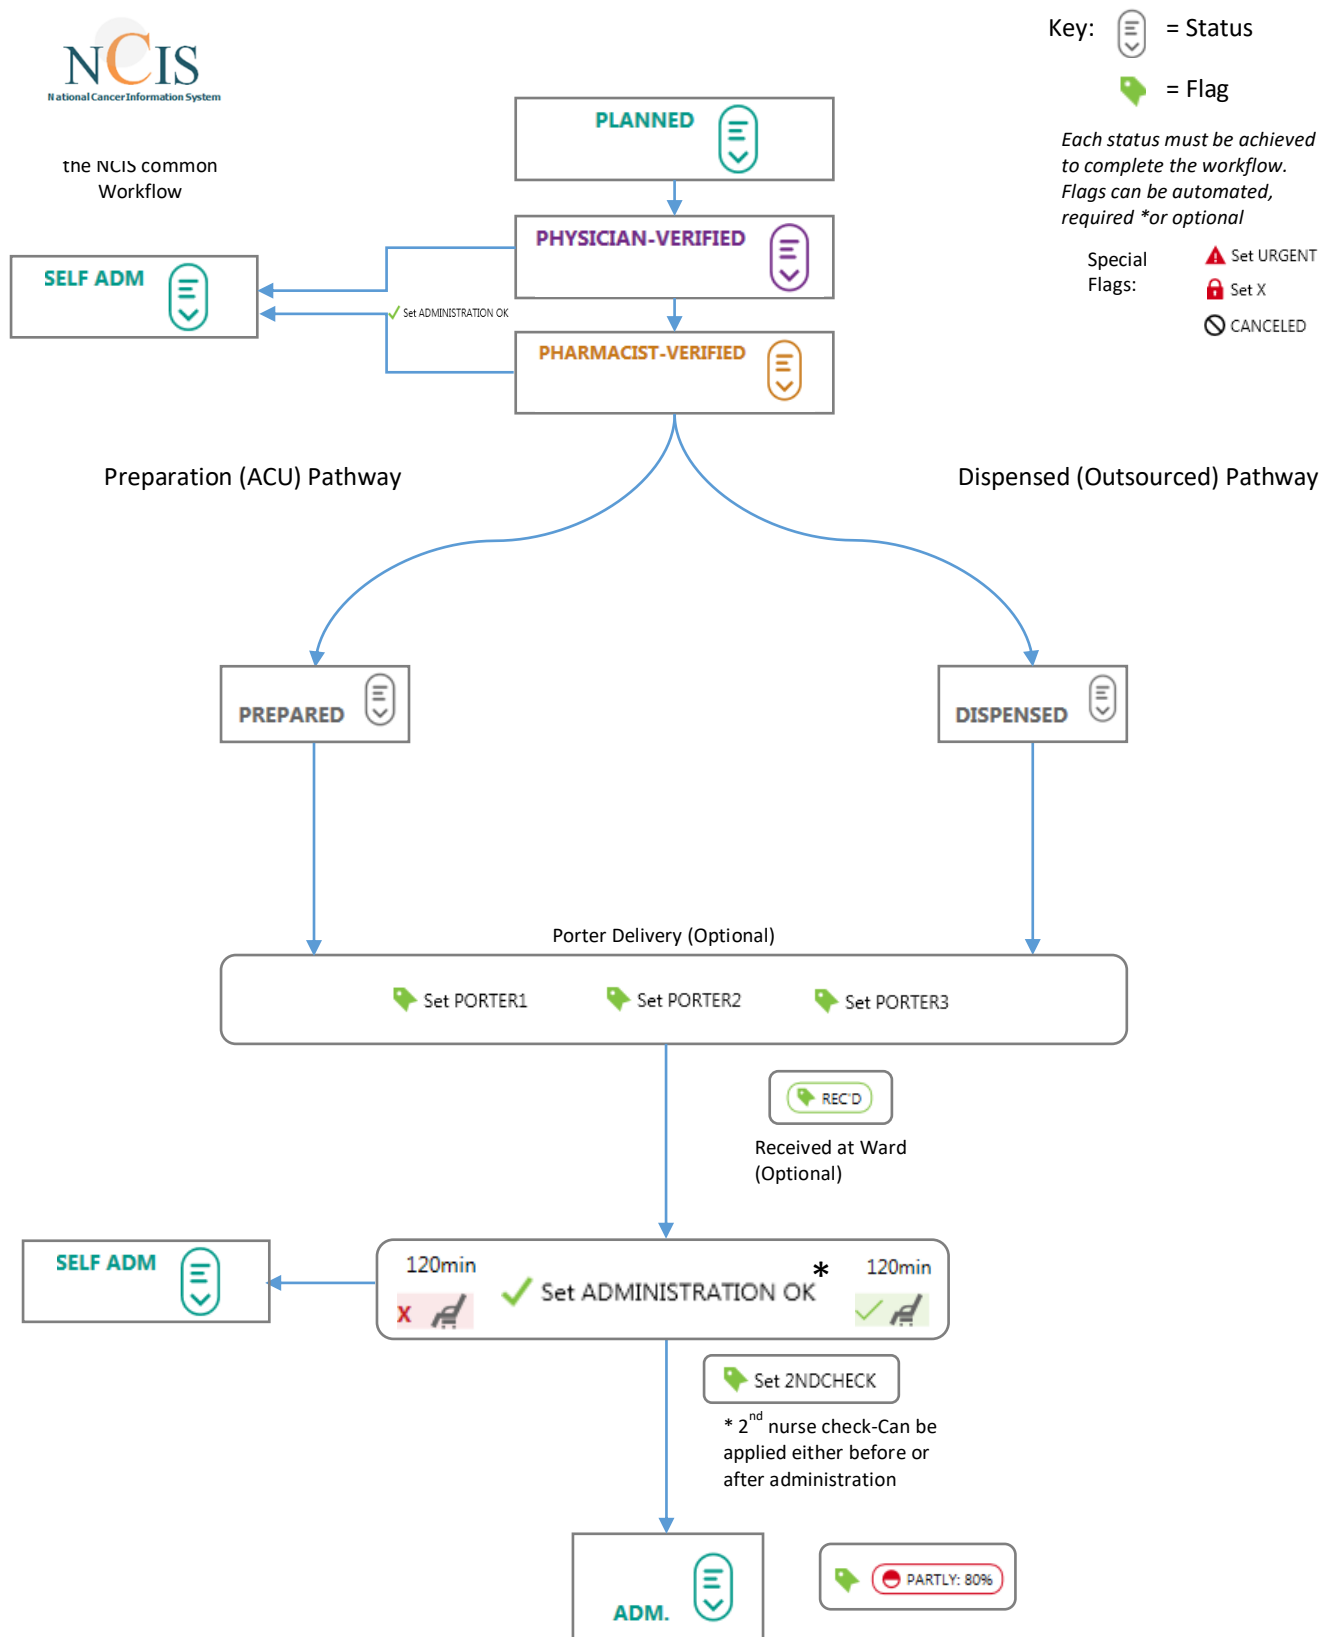 NCIS
National Cancer Information System
Key:
= Status
= Flag
Each status must be achieved
to complete the workflow.
Flags can be automated,
required *or optional
Special
Flags:
Set URGENT
Set X
CANCELED
the NCIS common
Workflow
PLANNED
PHYSICIAN-VERIFIED
SELF ADM
Set ADMINISTRATION OK
PHARMACIST-VERIFIED
Preparation (ACU) Pathway
Dispensed (Outsourced) Pathway
PREPARED
DISPENSED
Porter Delivery (Optional)
Set PORTER1
Set PORTER2
Set PORTER3
REC'D
Received at Ward
(Optional)
SELF ADM
120min
X
Set ADMINISTRATION OK *
120min
Set 2NDCHECK
* 2nd nurse check-Can be
applied either before or
after administration
ADM.
PARTLY: 80%